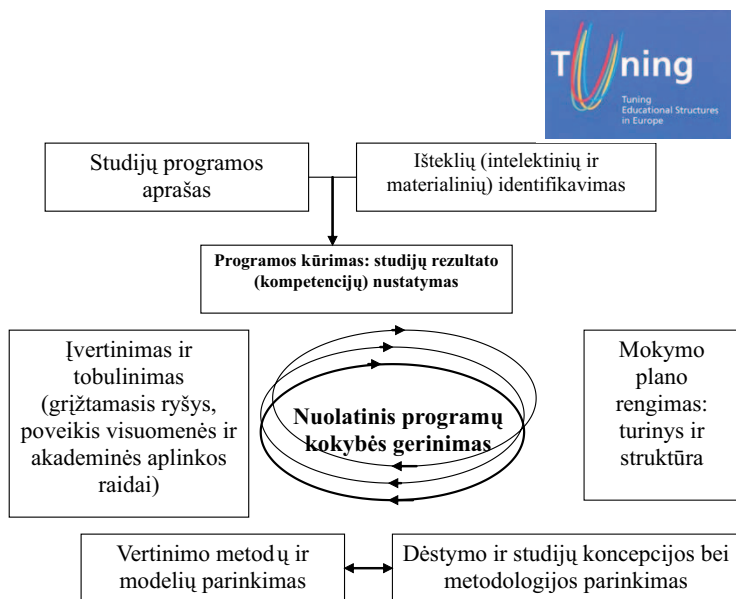 Tuning
Tuning
Educational Structures
in Europe
Studijų programos
aprašas
Išteklių (intelektinių ir
materialinių) identifikavimas
Programos kūrimas: studijų rezultato
(kompetencijų) nustatymas
Įvertinimas ir
tobulinimas
(grįžtamasis ryšys,
poveikis visuomenės ir
akademinės aplinkos
raidai)
Nuolatinis programų
kokybės gerinimas
Mokymo
plano
rengimas:
turinys ir
struktūra
Vertinimo metodų ir
modelių parinkimas
Dėstymo ir studijų koncepcijos bei
metodologijos parinkimas